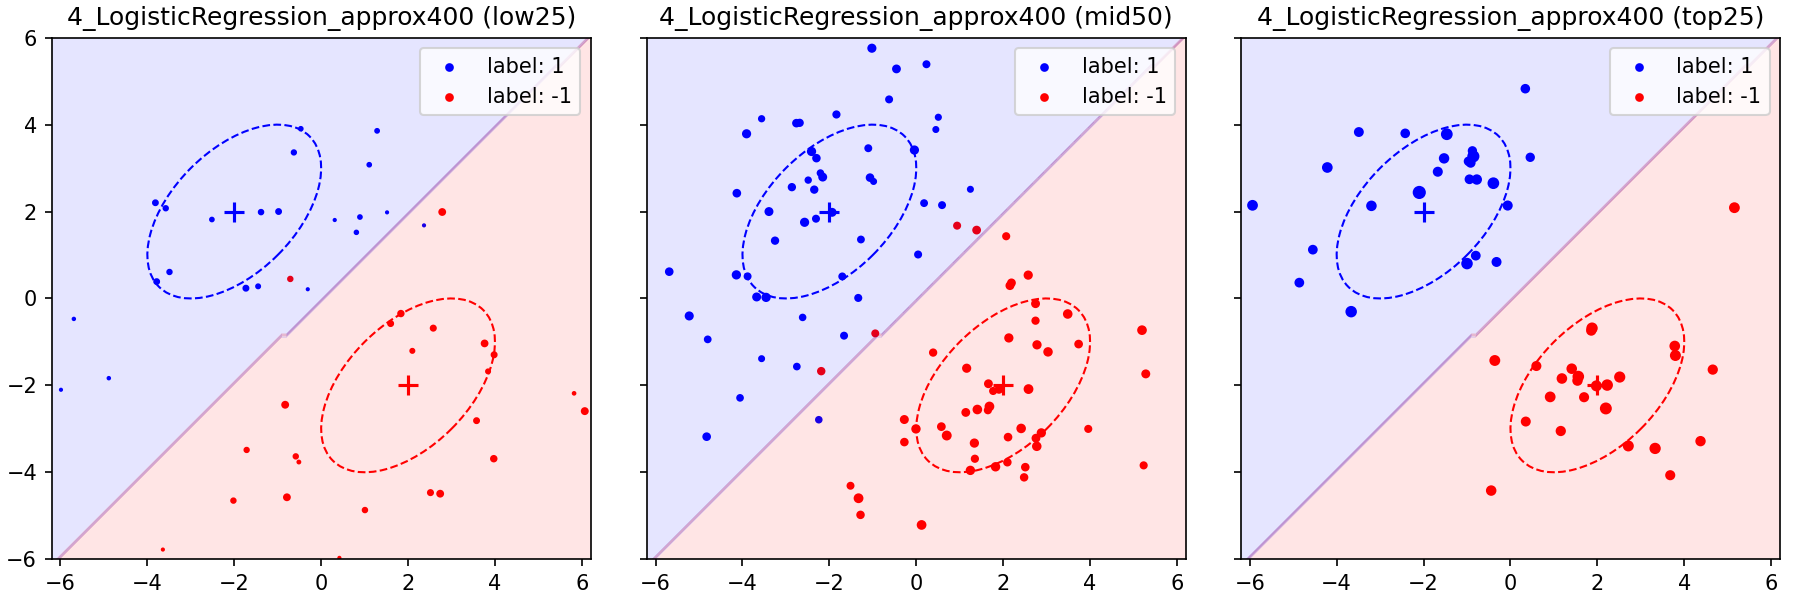 4_LogisticRegression_approx400 (low25)
label: 1
label: -1
6
4
2
0
−2
−4
−6
−6 −4 −2 0 2 4 6
4_LogisticRegression_approx400 (mid50)
label: 1
label: -1
−6 −4 −2 0 2 4 6
4_LogisticRegression_approx400 (top25)
label: 1
label: -1
−6 −4 −2 0 2 4 6